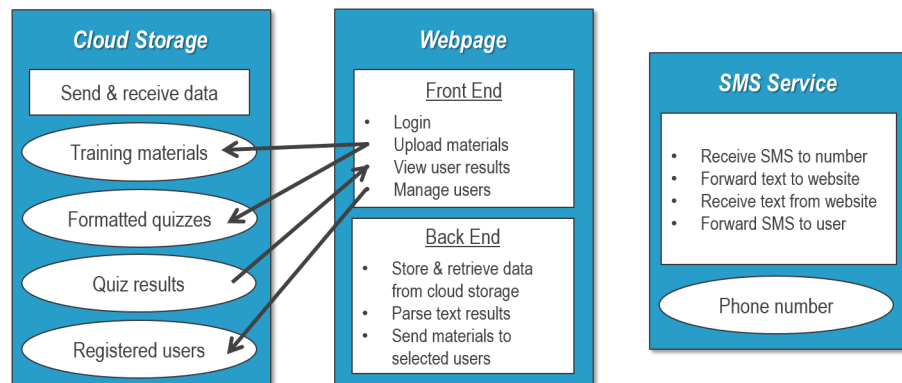 Cloud Storage
Send & receive data
Training materials
Formatted quizzes
Quiz results
Registered users
Webpage
Front End
• Login
• Upload materials
• View user results
• Manage users
Back End
• Store & retrieve data
from cloud storage
• Parse text results
• Send materials to
selected users
SMS Service
• Receive SMS to number
• Forward text to website
• Receive text from website
• Forward SMS to user
Phone number